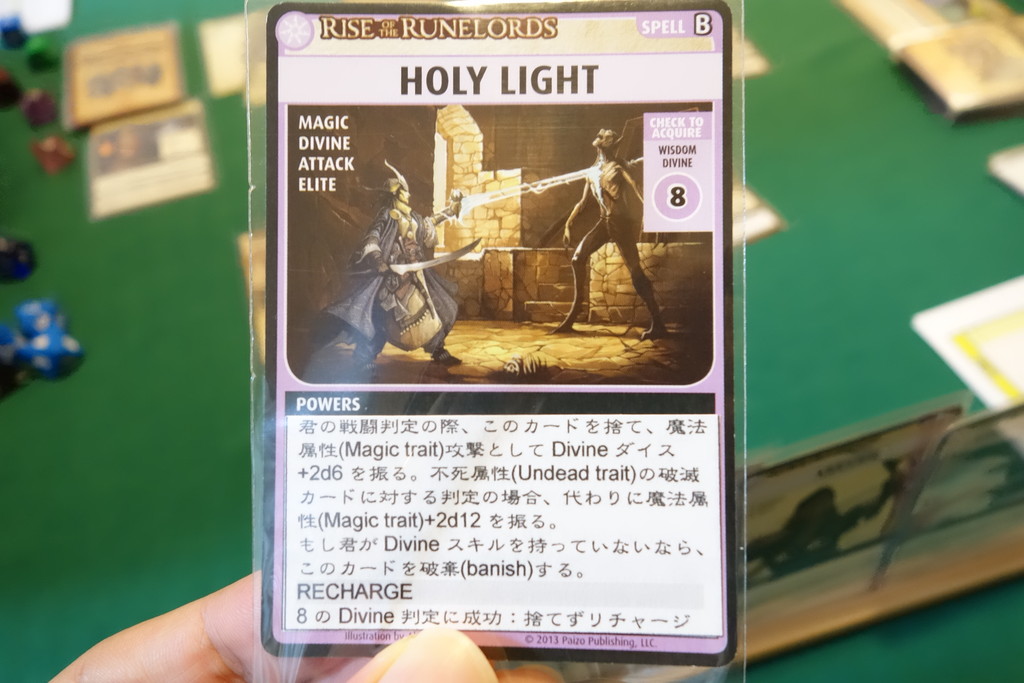 RISE OF THE RUNELORDS
SPELL B
HOLY LIGHT
MAGIC
DIVINE
ATTACK
ELITE
CHECK TO
ACQUIRE
WISDOM
DIVINE
8
POWERS
君の戦闘判定の際、このカードを捨て、魔法
属性(Magic trait)攻撃として Divine ダイス
+2d6 を振る。不死属性(Undead trait)の破滅
カードに対する判定の場合、代わりに魔法属
性(Magic trait)+2d12 を振る。
もし君が Divine スキルを持っていないなら、
このカードを破棄(banish)する。
RECHARGE
8 の Divine 判定に成功：捨てずリチャージ
Illustration by
© 2013 Paizo Publishing, LLC.